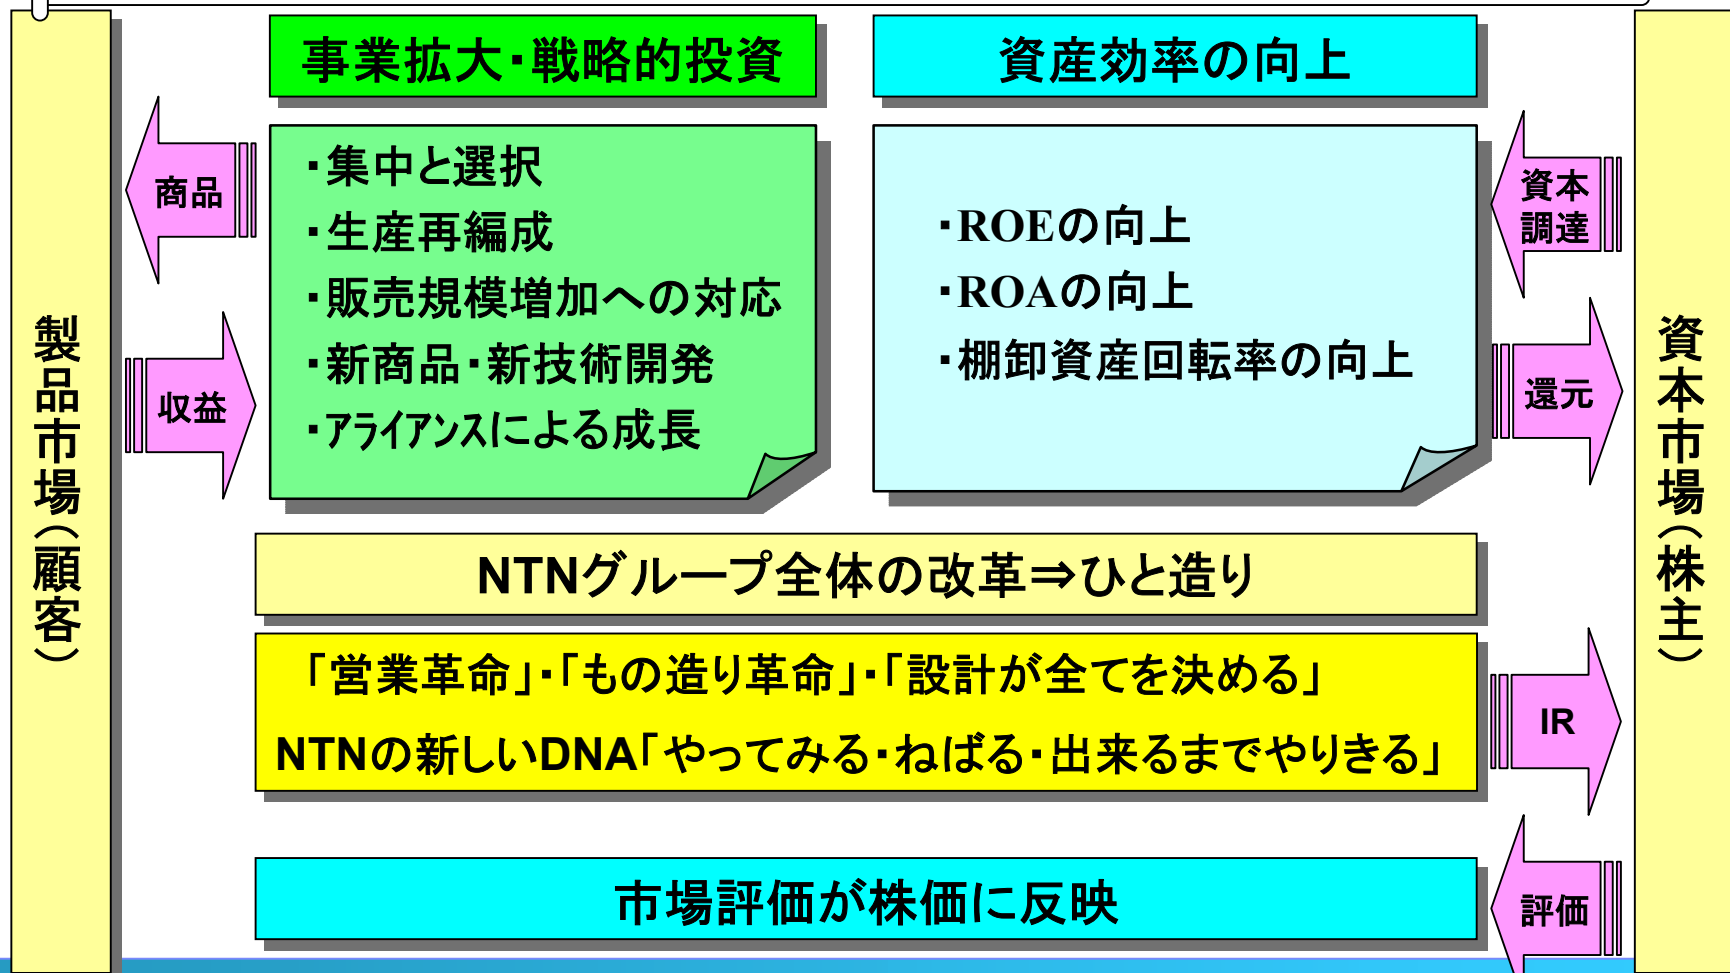 事業拡大・戦略的投資
資産効率の向上
・集中と選択
・生産再編成
・販売規模増加への対応
・新商品・新技術開発
・アライアンスによる成長
・ROEの向上
・ROAの向上
・棚卸資産回転率の向上
商品
収益
製品市場(顧客)
資本
調達
還元
資本市場(株主)
NTNグループ全体の改革⇒ひと造り
「営業革命」・「もの造り革命」・「設計が全てを決める」
NTNの新しいDNA「やってみる・ねばる・出来るまでやりきる」
IR
市場評価が株価に反映
評価